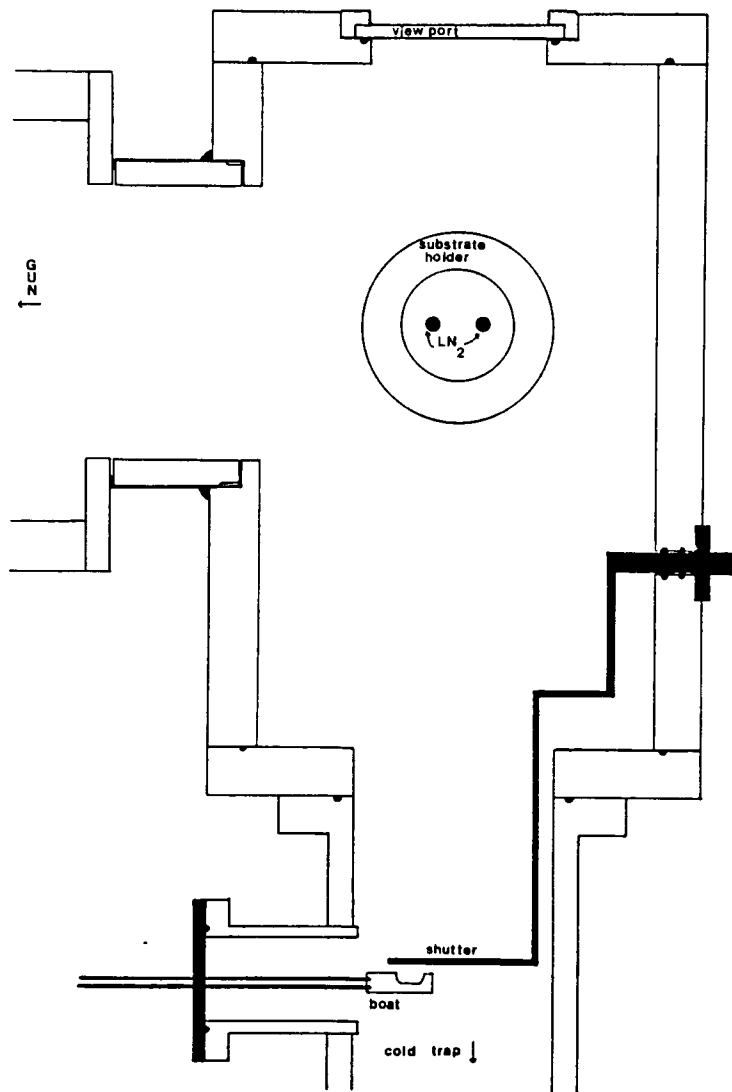 view port
substrate
holder
GUN
LN2
shutter
boat
cold trap